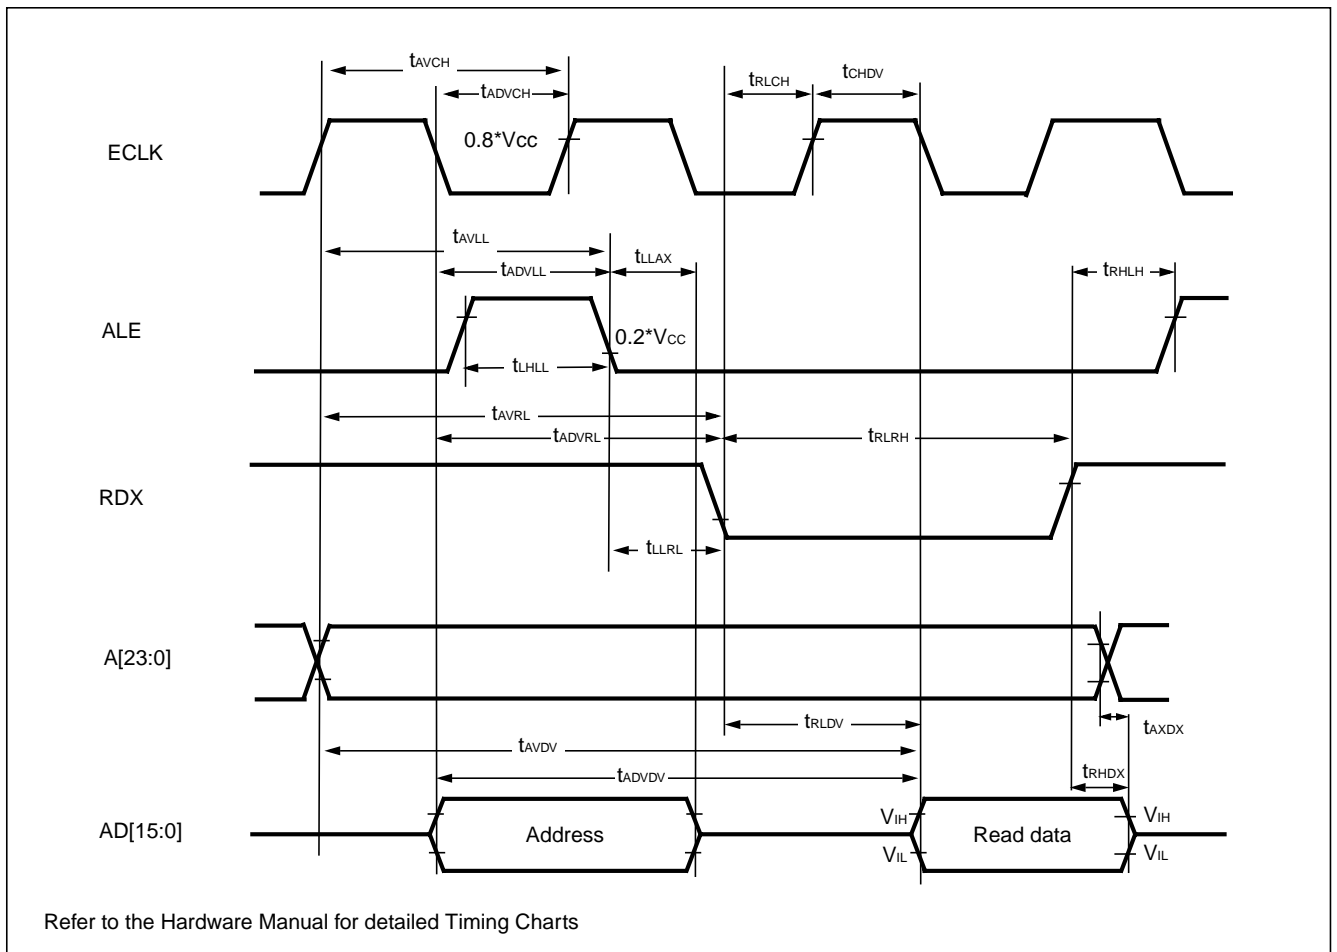 tAVCH
tADVCH
tRLCH
tCHDV
ECLK
0.8*Vcc
tAVLL
tADVLL
tLLAX
tRHLH
ALE
0.2*VCC
tLHLL
tAVRL
tADVRL
tRLRH
RDX
tLLRL
A[23:0]
tRLDV
tAXDX
tAVDV
tADVDV
tRHDX
AD[15:0]
Address
VIH
VIL
Read data
VIH
VIL
Refer to the Hardware Manual for detailed Timing Charts